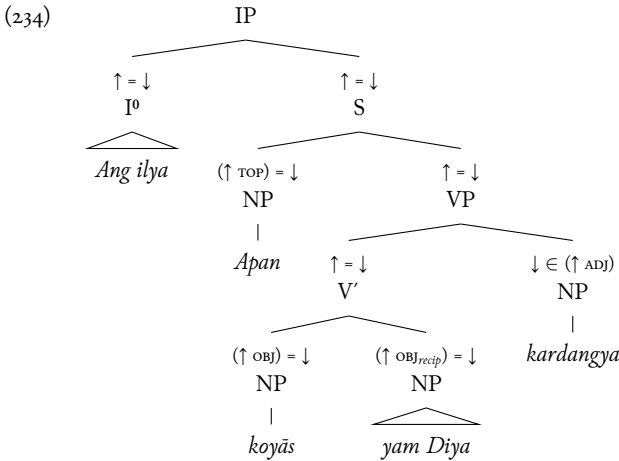 (234)
IP
↑ = ↓ ↑ = ↓
I⁰ S
Ang ilya (↑ TOP) = ↓ ↑ = ↓
NP VP
Apan ↑ = ↓ ↓ ∈ (↑ ADJ)
V′ NP
(↑ OBJ) = ↓ (↑ OBJrecip) = ↓ kardangya
NP NP
koyās yam Diya